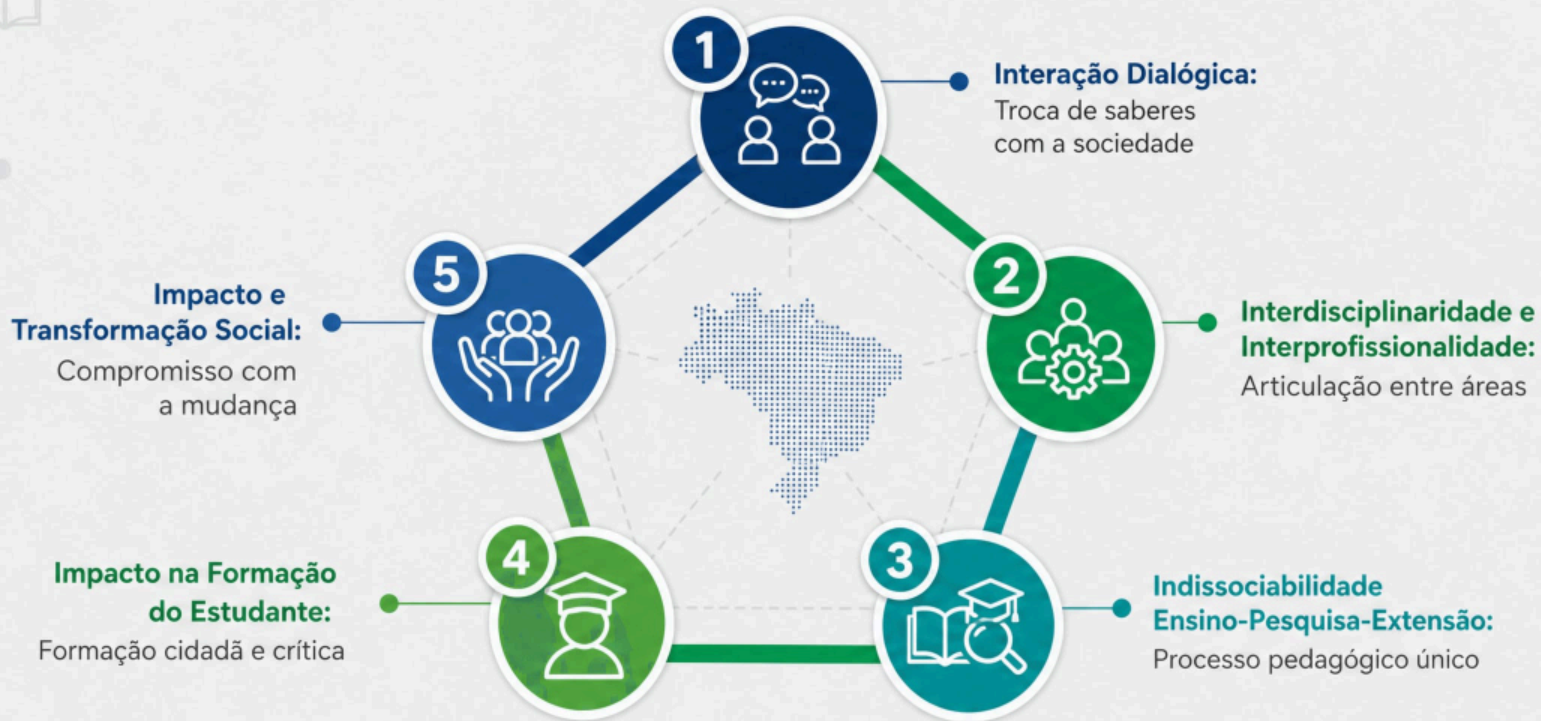 1
Interação Dialógica:
Troca de saberes
com a sociedade
2
Interdisciplinaridade e
Interprofissionalidade:
Articulação entre áreas
3
Indissociabilidade
Ensino-Pesquisa-Extensão:
Processo pedagógico único
4
Impacto na Formação
do Estudante:
Formação cidadã e crítica
5
Impacto e
Transformação Social:
Compromisso com
a mudança